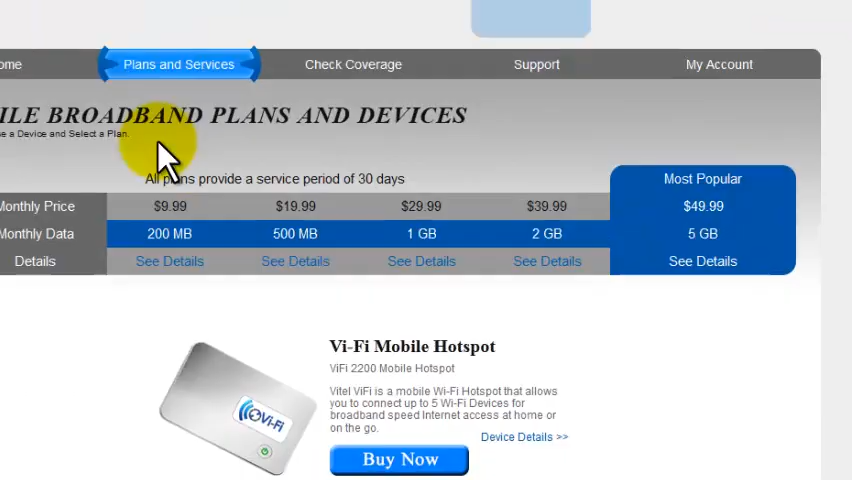 ome Plans and Services Check Coverage Support My Account
ILE BROADBAND PLANS AND DEVICES
se a Device and Select a Plan.
All plans provide a service period of 30 days Most Popular
Monthly Price $9.99 $19.99 $29.99 $39.99 $49.99
Monthly Data 200 MB 500 MB 1 GB 2 GB 5 GB
Details See Details See Details See Details See Details See Details
Vi-Fi Mobile Hotspot
ViFi 2200 Mobile Hotspot
Vitel ViFi is a mobile Wi-Fi Hotspot that allows
you to connect up to 5 Wi-Fi Devices for
broadband speed Internet access at home or
on the go.
Device Details >>
Vi-Fi
Buy Now